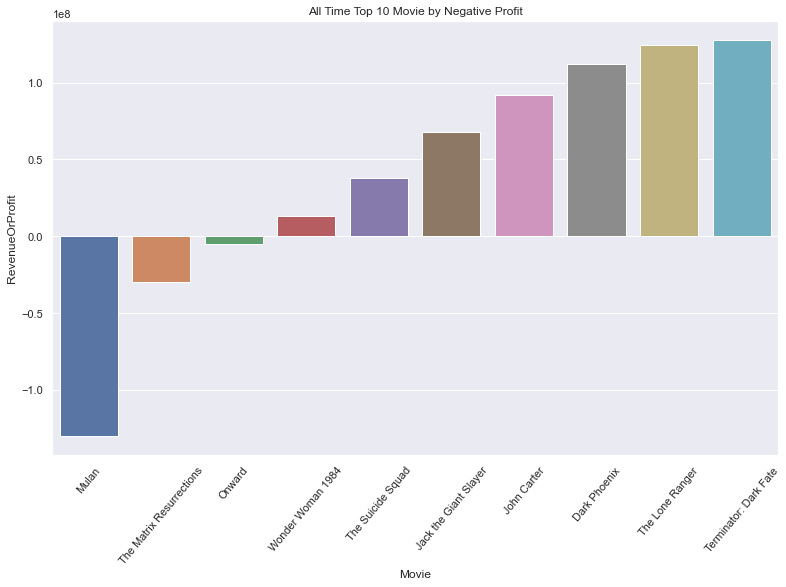 All Time Top 10 Movie by Negative Profit
1e8
1.0
0.5
0.0
−0.5
−1.0
RevenueOrProfit
Mulan
The Matrix Resurrections
Onward
Wonder Woman 1984
The Suicide Squad
Jack the Giant Slayer
John Carter
Dark Phoenix
The Lone Ranger
Terminator: Dark Fate
Movie